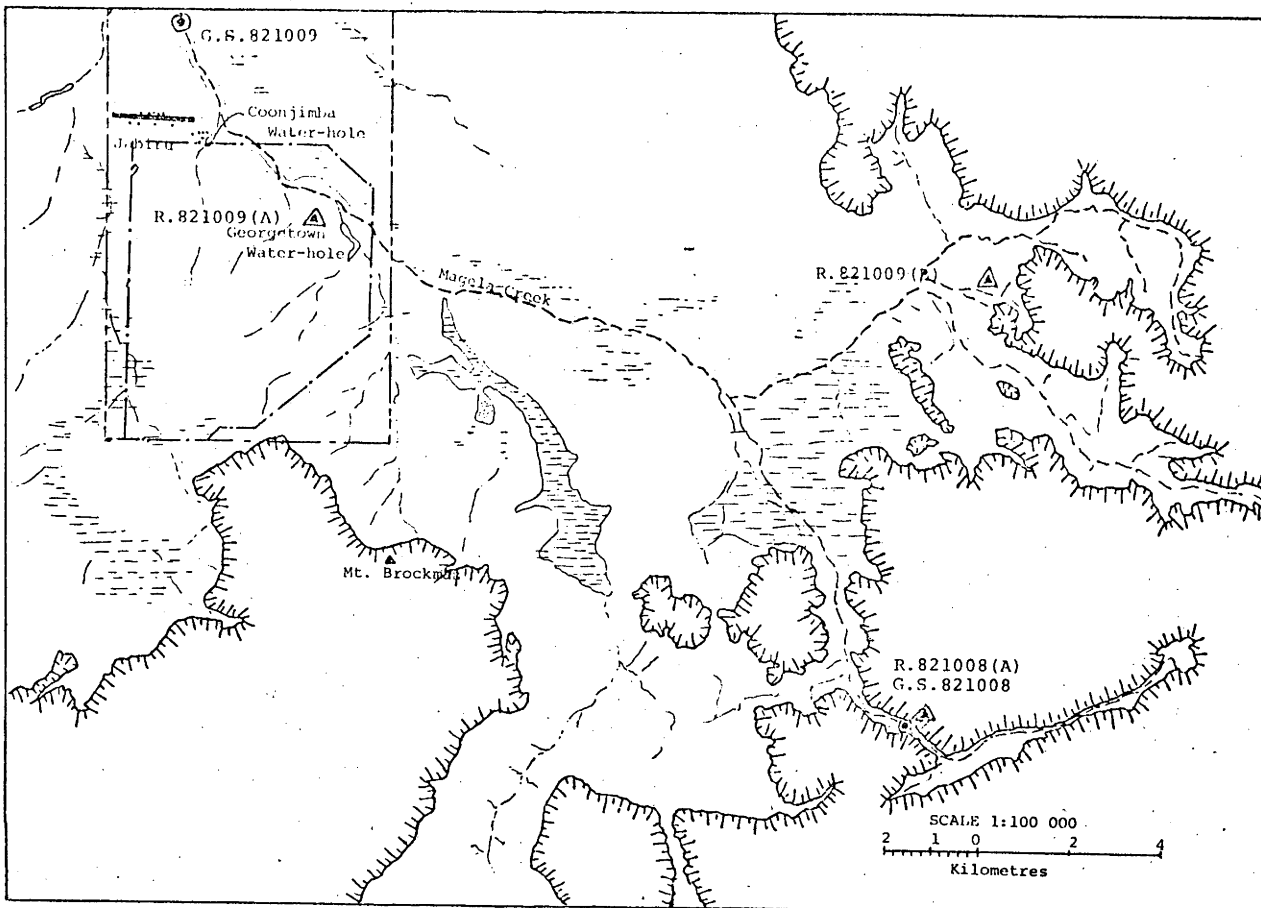 G.S.821009
Coonjimba
Water-hole
Jabiru
R.821009(A)
Georgetown
Water-hole
Magela Creek
R.821009(B)
Mt. Brockman
R.821008(A)
G.S.821008
SCALE 1:100 000
2 1 0 2 4
Kilometres